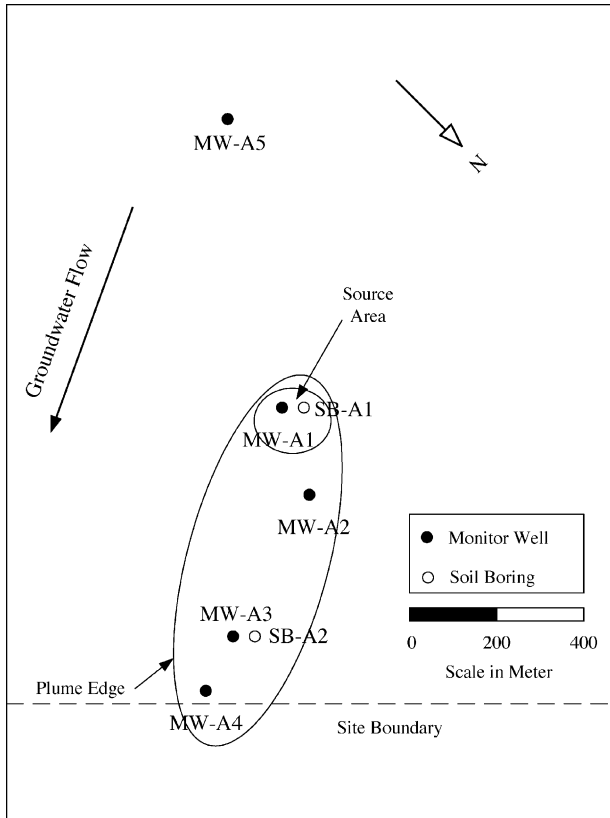 MW-A5
N
Groundwater Flow
Source
Area
SB-A1
MW-A1
MW-A2
Monitor Well
Soil Boring
MW-A3
SB-A2
0 200 400
Scale in Meter
Plume Edge
MW-A4
Site Boundary